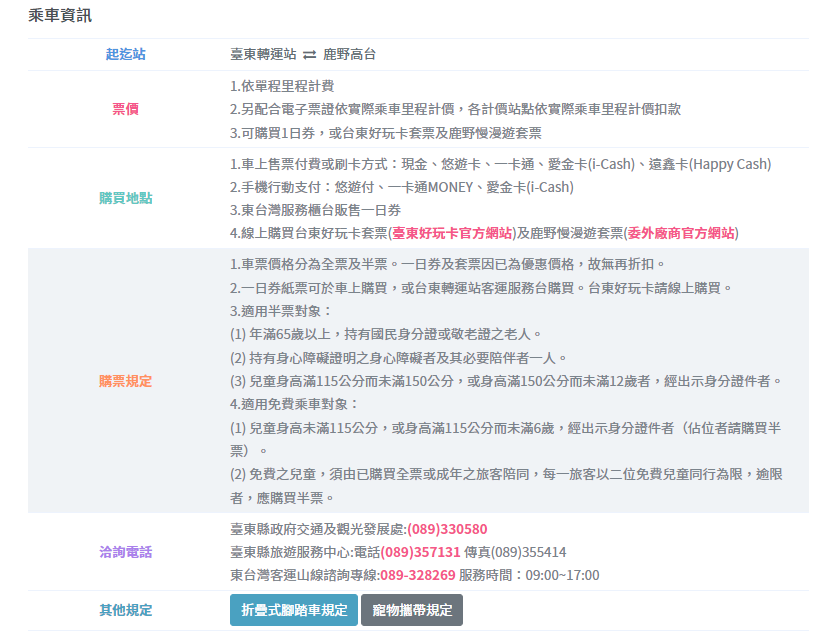 乘車資訊
起迄站
臺東轉運站 ⇌ 鹿野高台
票價
1.依單程里程計費
2.另配合電子票證依實際乘車里程計價，各計價站點依實際乘車里程計價扣款
3.可購買1日券，或台東好玩卡套票及鹿野慢漫遊套票
購買地點
1.車上售票付費或刷卡方式：現金、悠遊卡、一卡通、愛金卡(i-Cash)、遠鑫卡(Happy Cash)
2.手機行動支付：悠遊付、一卡通MONEY、愛金卡(i-Cash)
3.東台灣服務櫃台販售一日券
4.線上購買台東好玩卡套票(臺東好玩卡官方網站)及鹿野慢漫遊套票(委外廠商官方網站)
購票規定
1.車票價格分為全票及半票。一日券及套票因已為優惠價格，故無再折扣。
2.一日券紙票可於車上購買，或台東轉運站客運服務台購買。台東好玩卡請線上購買。
3.適用半票對象：
(1) 年滿65歲以上，持有國民身分證或敬老證之老人。
(2) 持有身心障礙證明之身心障礙者及其必要陪伴者一人。
(3) 兒童身高滿115公分而未滿150公分，或身高滿150公分而未滿12歲者，經出示身分證件者。
4.適用免費乘車對象：
(1) 兒童身高未滿115公分，或身高滿115公分而未滿6歲，經出示身分證件者（佔位者請購買半
票）。
(2) 免費之兒童，須由已購買全票或成年之旅客陪同，每一旅客以二位免費兒童同行為限，逾限
者，應購買半票。
洽詢電話
臺東縣政府交通及觀光發展處:(089)330580
臺東縣旅遊服務中心:電話(089)357131 傳真(089)355414
東台灣客運山線諮詢專線:089-328269 服務時間：09:00~17:00
其他規定
折疊式腳踏車規定 寵物攜帶規定